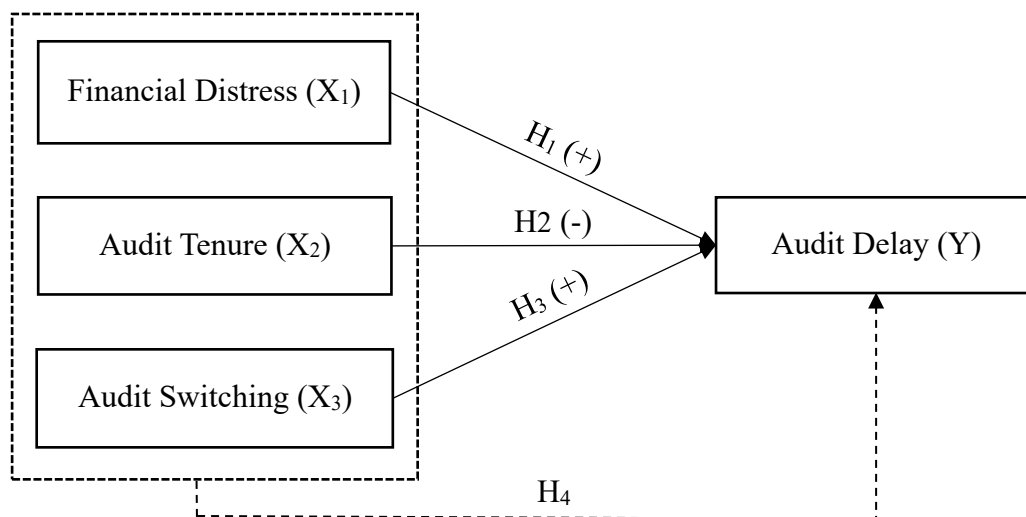 Financial Distress (X₁)
H₁ (+)
Audit Tenure (X₂)
H2 (-)
Audit Delay (Y)
H₃ (+)
Audit Switching (X₃)
H₄